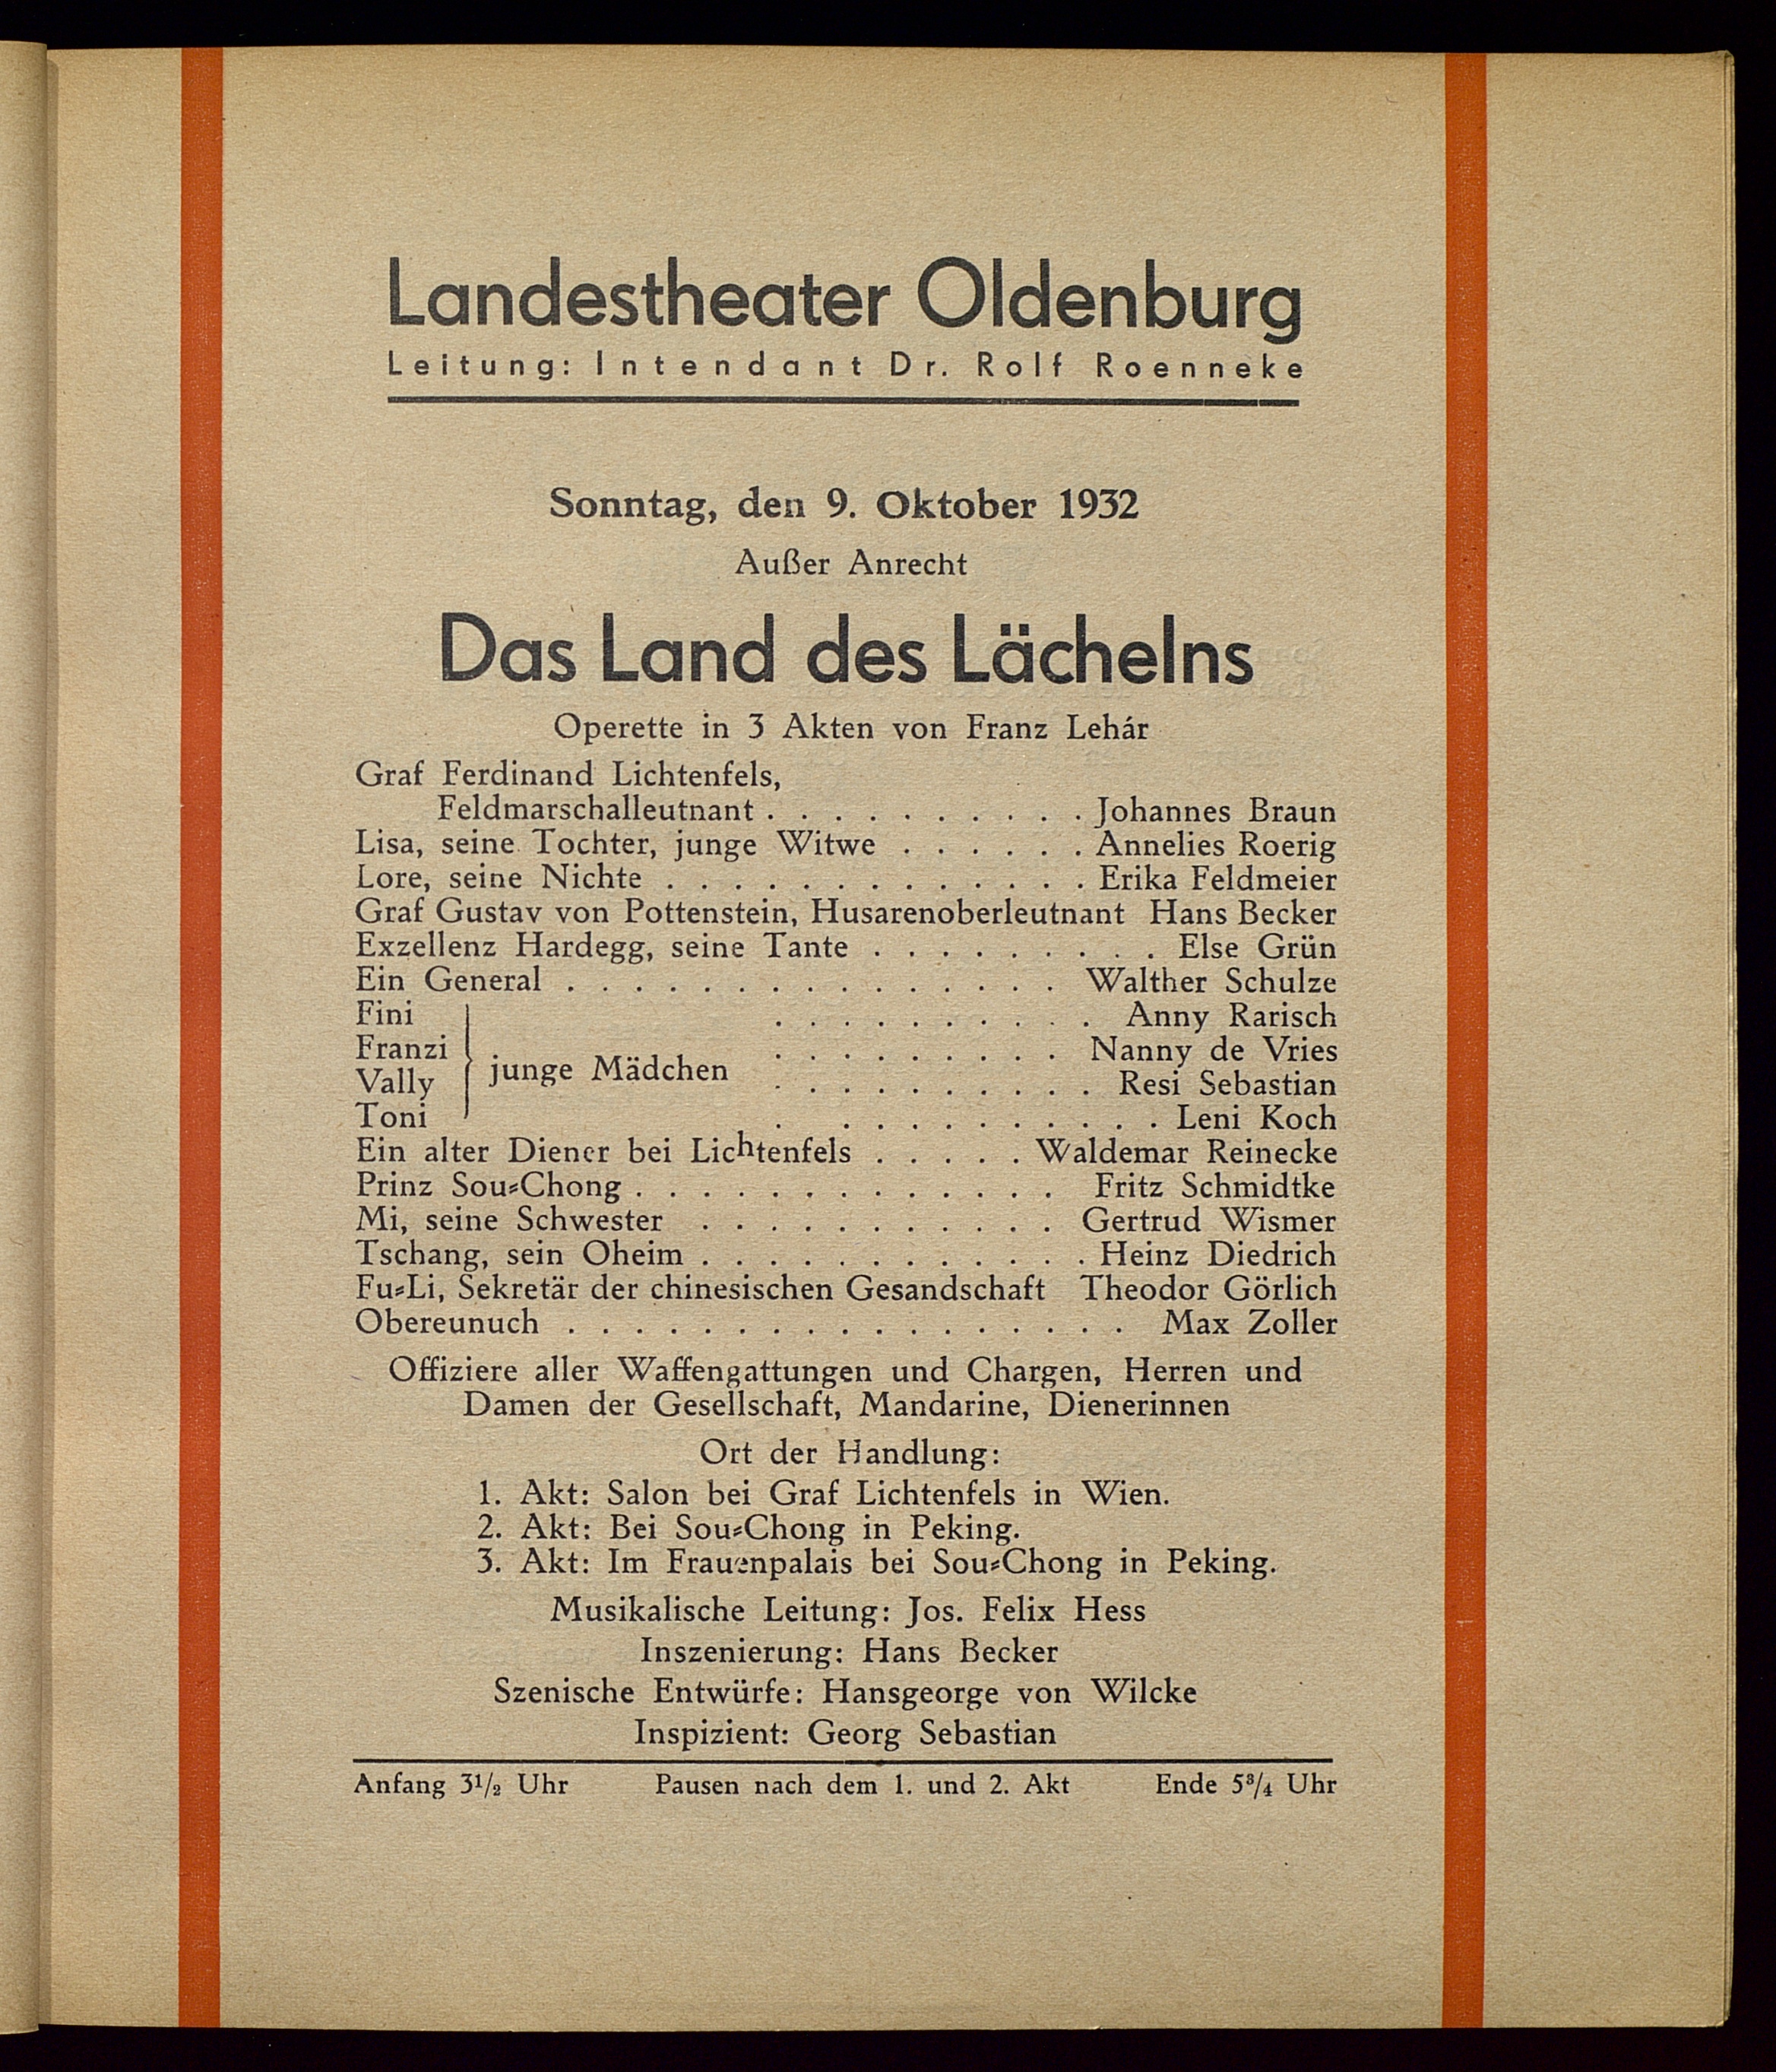 Landestheater Oldenburg
Leitung: Intendant Dr. Rolf Roenneke
Sonntag, den 9. Oktober 1932
Außer Anrecht
Das Land des Lächelns
Operette in 3 Akten von Franz Lehár
Graf Ferdinand Lichtenfels,
Feldmarschalleutnant . . . . . . . . . . Johannes Braun
Lisa, seine Tochter, junge Witwe . . . . . . Annelies Roerig
Lore, seine Nichte . . . . . . . . . . . . . Erika Feldmeier
Graf Gustav von Pottenstein, Husarenoberleutnant Hans Becker
Exzellenz Hardegg, seine Tante . . . . . . . . . Else Grün
Ein General . . . . . . . . . . . . . . . Walther Schulze
Fini . . . . . . . . . . Anny Rarisch
Franzi . . . . . . . . . Nanny de Vries
junge Mädchen
Vally . . . . . . . . . . Resi Sebastian
Toni . . . . . . . . . . . Leni Koch
Ein alter Diener bei Lichtenfels . . . . . Waldemar Reinecke
Prinz Sou-Chong . . . . . . . . . . . . . Fritz Schmidtke
Mi, seine Schwester . . . . . . . . . . . Gertrud Wismer
Tschang, sein Oheim . . . . . . . . . . . . Heinz Diedrich
Fu-Li, Sekretär der chinesischen Gesandschaft Theodor Görlich
Obereunuch . . . . . . . . . . . . . . . . . Max Zoller
Offiziere aller Waffengattungen und Chargen, Herren und
Damen der Gesellschaft, Mandarine, Dienerinnen
Ort der Handlung:
1. Akt: Salon bei Graf Lichtenfels in Wien.
2. Akt: Bei Sou-Chong in Peking.
3. Akt: Im Frauenpalais bei Sou-Chong in Peking.
Musikalische Leitung: Jos. Felix Hess
Inszenierung: Hans Becker
Szenische Entwürfe: Hansgeorge von Wilcke
Inspizient: Georg Sebastian
Anfang 3 1/2 Uhr Pausen nach dem 1. und 2. Akt Ende 5 3/4 Uhr